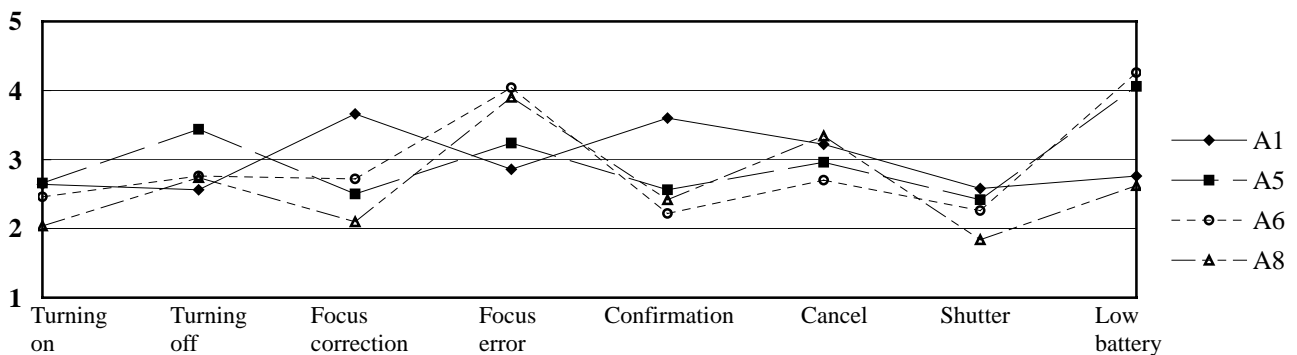 5
4
3
2
1
Turning on
Turning off
Focus correction
Focus error
Confirmation
Cancel
Shutter
Low battery
A1
A5
A6
A8